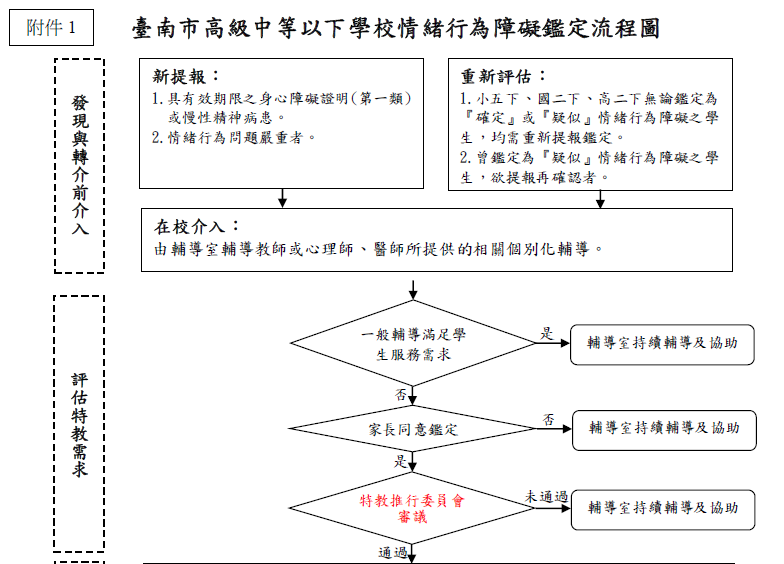 附件 1
臺南市高級中等以下學校情緒行為障礙鑑定流程圖
發現與轉介前介入
新提報：
1.具有效期限之身心障礙證明(第一類)
或慢性精神病患。
2.情緒行為問題嚴重者。
重新評估：
1.小五下、國二下、高二下無論鑑定為
『確定』或『疑似』情緒行為障礙之學
生，均需重新提報鑑定。
2.曾鑑定為『疑似』情緒行為障礙之學
生，欲提報再確認者。
在校介入：
由輔導室輔導教師或心理師、醫師所提供的相關個別化輔導。
評估特教需求
一般輔導滿足學
生服務需求
是
輔導室持續輔導及協助
否
家長同意鑑定
否
輔導室持續輔導及協助
是
特教推行委員會
審議
未通過
輔導室持續輔導及協助
通過